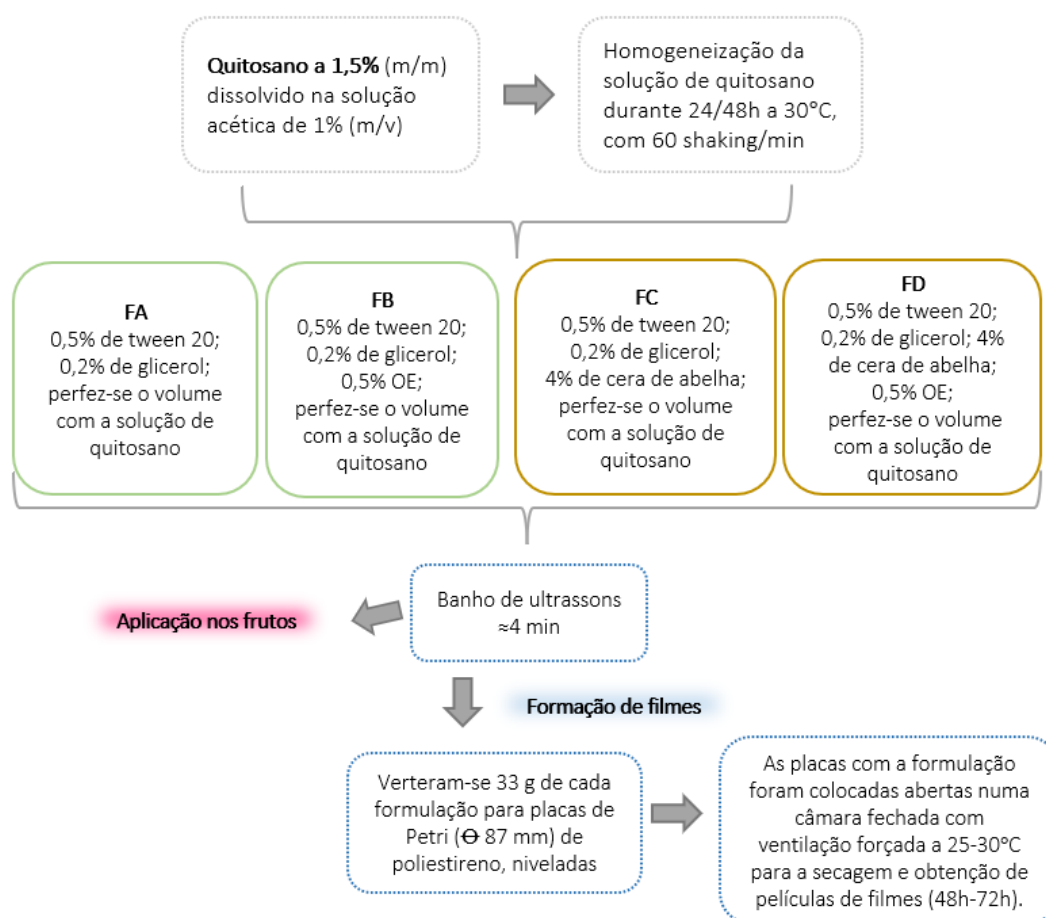 Quitosano a 1,5% (m/m)
dissolvido na solução
acética de 1% (m/v)
Homogeneização da
solução de quitosano
durante 24/48h a 30°C,
com 60 shaking/min
FA
0,5% de tween 20;
0,2% de glicerol;
perfez-se o volume
com a solução de
quitosano
FB
0,5% de tween 20;
0,2% de glicerol;
0,5% OE;
perfez-se o volume
com a solução de
quitosano
FC
0,5% de tween 20;
0,2% de glicerol;
4% de cera de abelha;
perfez-se o volume
com a solução de
quitosano
FD
0,5% de tween 20;
0,2% de glicerol; 4%
de cera de abelha;
0,5% OE;
perfez-se o volume
com a solução de
quitosano
Banho de ultrassons
≈4 min
Aplicação nos frutos
Formação de filmes
Verteram-se 33 g de cada
formulação para placas de
Petri (ϴ 87 mm) de
poliestireno, niveladas
As placas com a formulação
foram colocadas abertas numa
câmara fechada com
ventilação forçada a 25-30°C
para a secagem e obtenção de
películas de filmes (48h-72h).